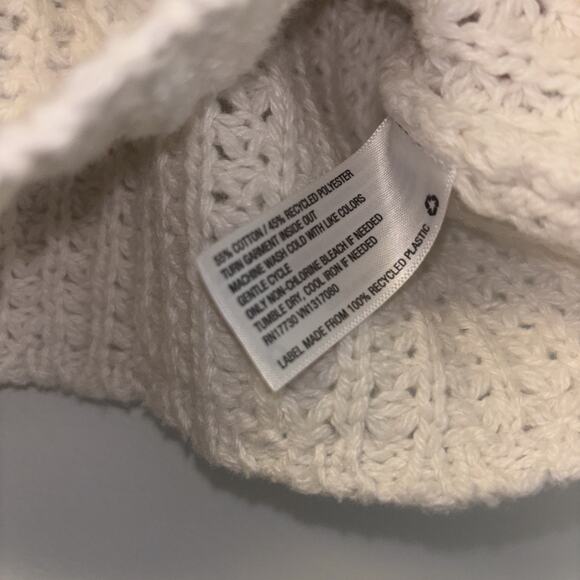 55% COTTON / 45% RECYCLED POLYESTER
TURN GARMENT INSIDE OUT
MACHINE WASH COLD WITH LIKE COLORS
GENTLE CYCLE
ONLY NON-CHLORINE BLEACH IF NEEDED
TUMBLE DRY, COOL IRON IF NEEDED
RN17730 VN1317080
LABEL MADE FROM 100% RECYCLED PLASTIC